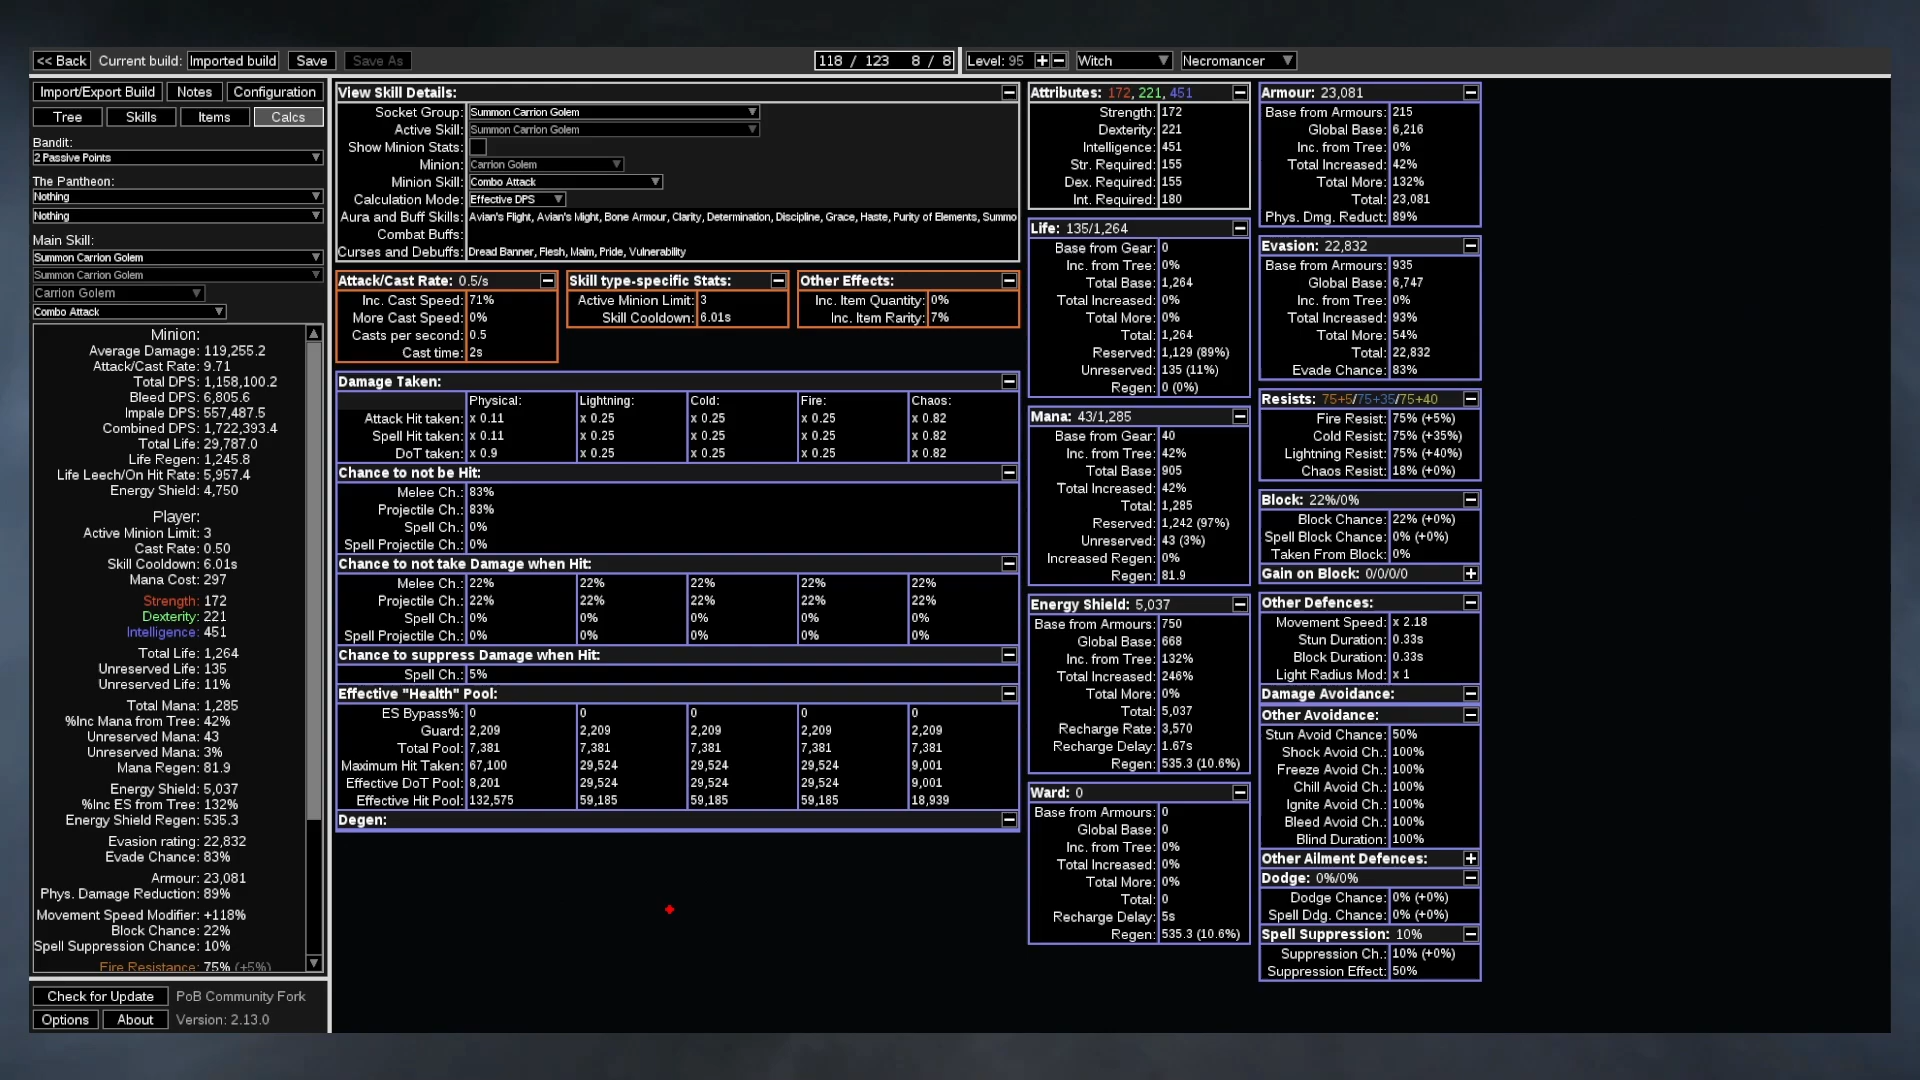 << Back Current build: Imported build Save Save As 118 / 123 8 / 8 Level: 95 Witch Necromancer
Import/Export Build Notes Configuration
Tree Skills Items Calcs
Bandit:
2 Passive Points
The Pantheon:
Nothing
Nothing
Main Skill:
Summon Carrion Golem
Summon Carrion Golem
Carrion Golem
Combo Attack
Minion:
Average Damage: 119,255.2
Attack/Cast Rate: 9.71
Total DPS: 1,158,100.2
Bleed DPS: 6,805.6
Impale DPS: 557,487.5
Combined DPS: 1,722,393.4
Total Life: 29,787.0
Life Regen: 1,245.8
Life Leech/On Hit Rate: 5,957.4
Energy Shield: 4,750
Player:
Active Minion Limit: 3
Cast Rate: 0.50
Skill Cooldown: 6.01s
Mana Cost: 297
Strength: 172
Dexterity: 221
Intelligence: 451
Total Life: 1,264
Unreserved Life: 135
Unreserved Life: 11%
Total Mana: 1,285
%Inc Mana from Tree: 42%
Unreserved Mana: 43
Unreserved Mana: 3%
Mana Regen: 81.9
Energy Shield: 5,037
%Inc ES from Tree: 132%
Energy Shield Regen: 535.3
Evasion rating: 22,832
Evade Chance: 83%
Armour: 23,081
Phys. Damage Reduction: 89%
Movement Speed Modifier: +118%
Block Chance: 22%
Spell Suppression Chance: 10%
Fire Resistance: 75% (+5%)
Check for Update PoB Community Fork
Options About Version: 2.13.0
View Skill Details:
Socket Group: Summon Carrion Golem
Active Skill: Summon Carrion Golem
Show Minion Stats:
Minion: Carrion Golem
Minion Skill: Combo Attack
Calculation Mode: Effective DPS
Aura and Buff Skills: Avian's Flight, Avian's Might, Bone Armour, Clarity, Determination, Discipline, Grace, Haste, Purity of Elements, Summo
Combat Buffs:
Curses and Debuffs: Dread Banner, Flesh, Maim, Pride, Vulnerability
Attack/Cast Rate: 0.5/s
Inc. Cast Speed: 71%
More Cast Speed: 0%
Casts per second: 0.5
Cast time: 2s
Skill type-specific Stats:
Active Minion Limit: 3
Skill Cooldown: 6.01s
Other Effects:
Inc. Item Quantity: 0%
Inc. Item Rarity: 7%
Damage Taken:
Physical: Lightning: Cold: Fire: Chaos:
Attack Hit taken: x 0.11 x 0.25 x 0.25 x 0.25 x 0.82
Spell Hit taken: x 0.11 x 0.25 x 0.25 x 0.25 x 0.82
DoT taken: x 0.9 x 0.25 x 0.25 x 0.25 x 0.82
Chance to not be Hit:
Melee Ch.: 83%
Projectile Ch.: 83%
Spell Ch.: 0%
Spell Projectile Ch.: 0%
Chance to not take Damage when Hit:
Melee Ch.: 22% 22% 22% 22% 22%
Projectile Ch.: 22% 22% 22% 22% 22%
Spell Ch.: 0% 0% 0% 0% 0%
Spell Projectile Ch.: 0% 0% 0% 0% 0%
Chance to suppress Damage when Hit:
Spell Ch.: 5%
Effective "Health" Pool:
ES Bypass%: 0 0 0 0 0
Guard: 2,209 2,209 2,209 2,209 2,209
Total Pool: 7,381 7,381 7,381 7,381 7,381
Maximum Hit Taken: 67,100 29,524 29,524 29,524 9,001
Effective DoT Pool: 8,201 29,524 29,524 29,524 9,001
Effective Hit Pool: 132,575 59,185 59,185 59,185 18,939
Degen:
Attributes: 172, 221, 451
Strength: 172
Dexterity: 221
Intelligence: 451
Str. Required: 155
Dex. Required: 155
Int. Required: 180
Life: 135/1,264
Base from Gear: 0
Inc. from Tree: 0%
Total Base: 1,264
Total Increased: 0%
Total More: 0%
Total: 1,264
Reserved: 1,129 (89%)
Unreserved: 135 (11%)
Regen: 0 (0%)
Mana: 43/1,285
Base from Gear: 40
Inc. from Tree: 42%
Total Base: 905
Total Increased: 42%
Total: 1,285
Reserved: 1,242 (97%)
Unreserved: 43 (3%)
Increased Regen: 0%
Regen: 81.9
Energy Shield: 5,037
Base from Armours: 750
Global Base: 668
Inc. from Tree: 132%
Total Increased: 246%
Total More: 0%
Total: 5,037
Recharge Rate: 3,570
Recharge Delay: 1.67s
Regen: 535.3 (10.6%)
Ward: 0
Base from Armours: 0
Global Base: 0
Inc. from Tree: 0%
Total Increased: 0%
Total More: 0%
Total: 0
Recharge Delay: 5s
Regen: 535.3 (10.6%)
Armour: 23,081
Base from Armours: 215
Global Base: 6,216
Inc. from Tree: 0%
Total Increased: 42%
Total More: 132%
Total: 23,081
Phys. Dmg. Reduct: 89%
Evasion: 22,832
Base from Armours: 935
Global Base: 6,747
Inc. from Tree: 0%
Total Increased: 93%
Total More: 54%
Total: 22,832
Evade Chance: 83%
Resists: 75+5/75+35/75+40
Fire Resist: 75% (+5%)
Cold Resist: 75% (+35%)
Lightning Resist: 75% (+40%)
Chaos Resist: 18% (+0%)
Block: 22%/0%
Block Chance: 22% (+0%)
Spell Block Chance: 0% (+0%)
Taken From Block: 0%
Gain on Block: 0/0/0/0
Other Defences:
Movement Speed: x 2.18
Stun Duration: 0.33s
Block Duration: 0.33s
Light Radius Mod: x 1
Damage Avoidance:
Other Avoidance:
Stun Avoid Chance: 50%
Shock Avoid Ch.: 100%
Freeze Avoid Ch.: 100%
Chill Avoid Ch.: 100%
Ignite Avoid Ch.: 100%
Bleed Avoid Ch.: 100%
Blind Duration: 100%
Other Ailment Defences:
Dodge: 0%/0%
Dodge Chance: 0% (+0%)
Spell Ddg. Chance: 0% (+0%)
Spell Suppression: 10%
Suppression Ch.: 10% (+0%)
Suppression Effect: 50%